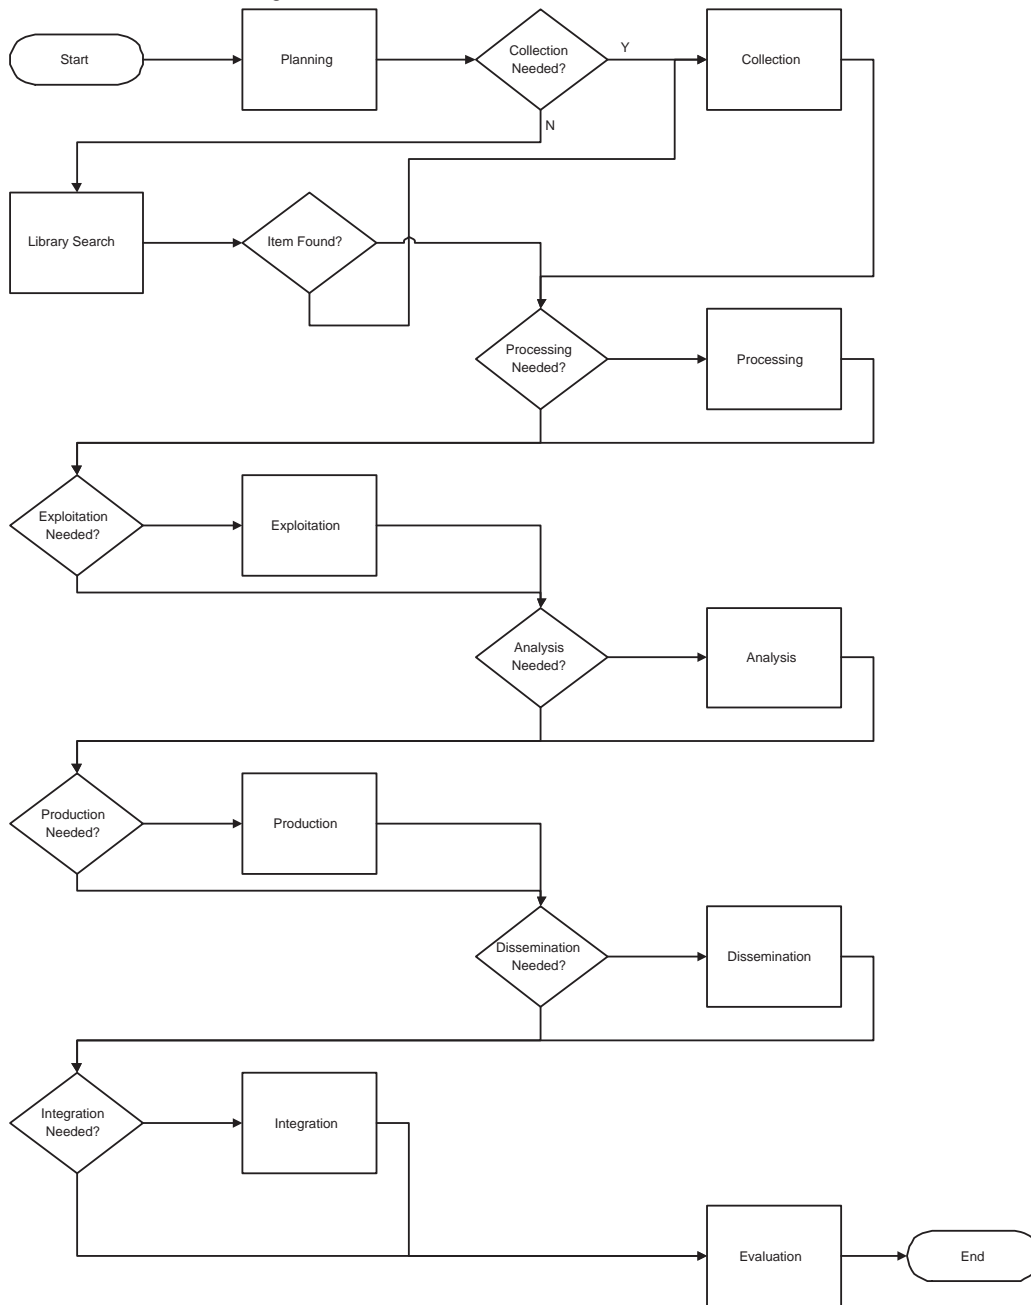 Start
Planning
Collection
Needed?
Y
Collection
N
Library Search
Item Found?
Processing
Needed?
Processing
Exploitation
Needed?
Exploitation
Analysis
Needed?
Analysis
Production
Needed?
Production
Dissemination
Needed?
Dissemination
Integration
Needed?
Integration
Evaluation
End